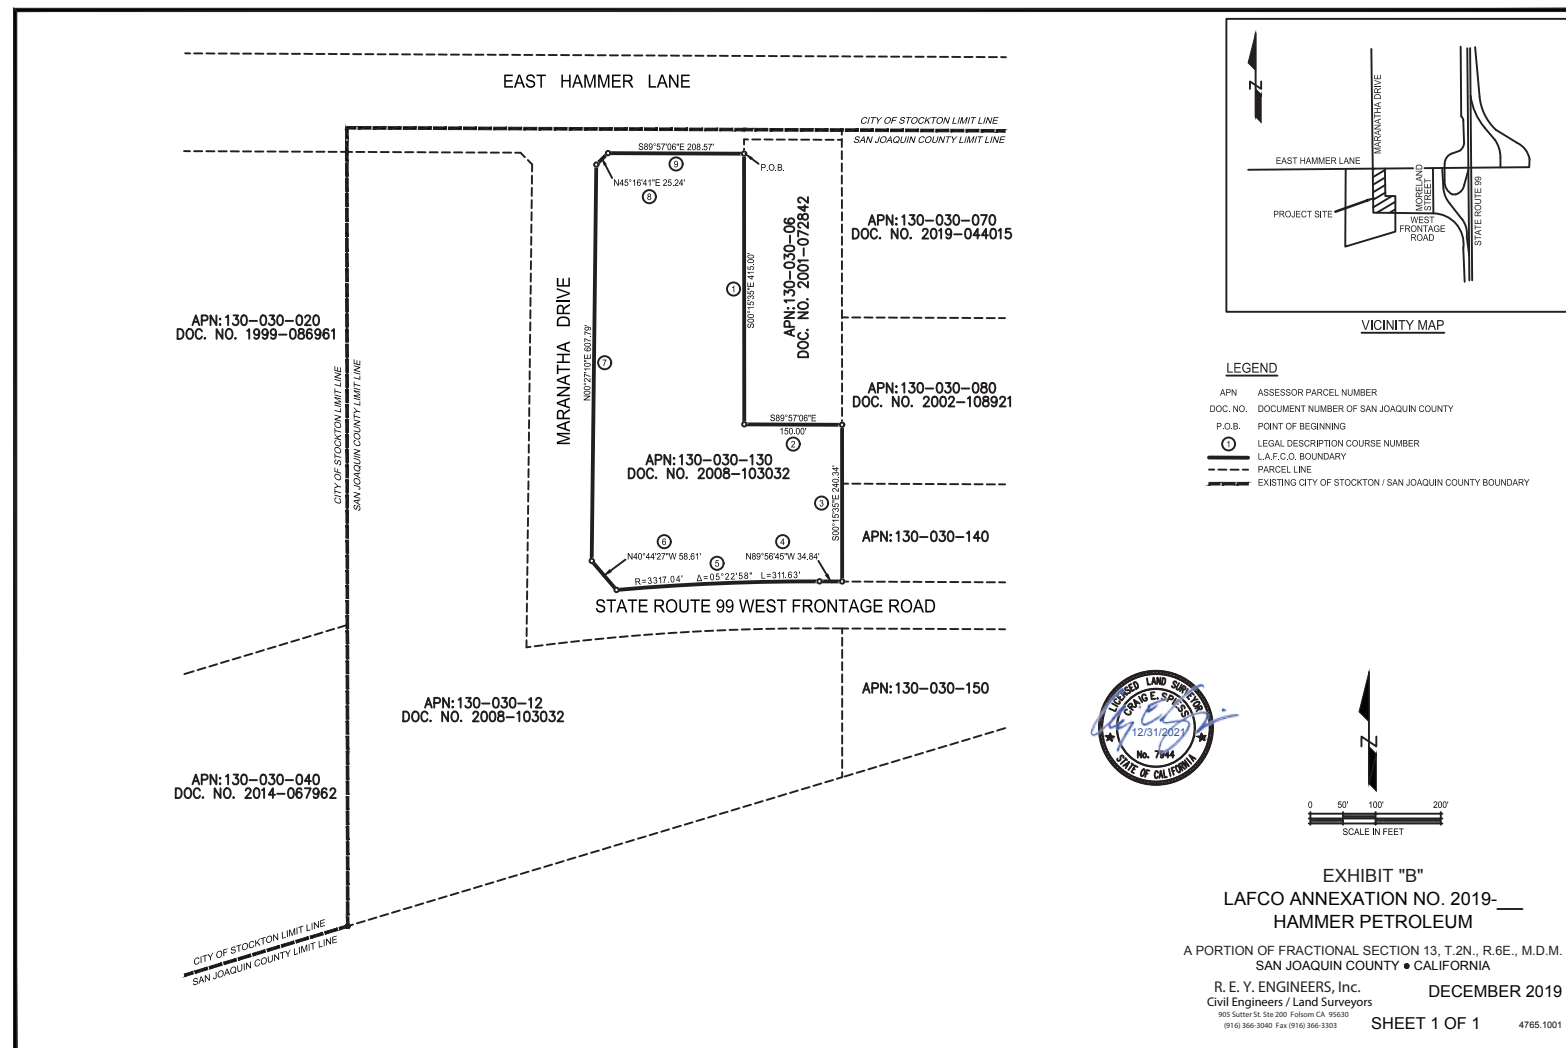 EAST HAMMER LANE
CITY OF STOCKTON LIMIT LINE
SAN JOAQUIN COUNTY LIMIT LINE
S89°57'06"E 208.57'
9
P.O.B.
N45°16'41"E 25.24'
8
APN:130-030-06
DOC. NO. 2001-072842
APN:130-030-070
DOC. NO. 2019-044015
1
S00°15'35"E 415.00'
MARANATHA DRIVE
N00°27'10"E 607.79'
7
APN:130-030-020
DOC. NO. 1999-086961
CITY OF STOCKTON LIMIT LINE
SAN JOAQUIN COUNTY LIMIT LINE
APN:130-030-080
DOC. NO. 2002-108921
S89°57'06"E
150.00'
2
APN:130-030-130
DOC. NO. 2008-103032
3
S00°15'35"E 240.34'
APN:130-030-140
6
N40°44'27"W 58.61'
5
4
N89°56'45"W 34.84'
R=3317.04' Δ=05°22'58" L=311.63'
STATE ROUTE 99 WEST FRONTAGE ROAD
APN:130-030-12
DOC. NO. 2008-103032
APN:130-030-150
APN:130-030-040
DOC. NO. 2014-067962
CITY OF STOCKTON LIMIT LINE
SAN JOAQUIN COUNTY LIMIT LINE
N
MARANATHA DRIVE
EAST HAMMER LANE
MORELAND
STREET
STATE ROUTE 99
PROJECT SITE
WEST
FRONTAGE
ROAD
VICINITY MAP
LEGEND
APN ASSESSOR PARCEL NUMBER
DOC. NO. DOCUMENT NUMBER OF SAN JOAQUIN COUNTY
P.O.B. POINT OF BEGINNING
1 LEGAL DESCRIPTION COURSE NUMBER
L.A.F.C.O. BOUNDARY
PARCEL LINE
EXISTING CITY OF STOCKTON / SAN JOAQUIN COUNTY BOUNDARY
LICENSED LAND SURVEYOR
CRAIG E. SPIESS
12/31/2021
No. 7944
STATE OF CALIFORNIA
N
0 50' 100' 200'
SCALE IN FEET
EXHIBIT "B"
LAFCO ANNEXATION NO. 2019-__
HAMMER PETROLEUM
A PORTION OF FRACTIONAL SECTION 13, T.2N., R.6E., M.D.M.
SAN JOAQUIN COUNTY ● CALIFORNIA
R. E. Y. ENGINEERS, Inc.
Civil Engineers / Land Surveyors
905 Sutter St. Ste 200 Folsom CA 95630
(916) 366-3040 Fax (916) 366-3303
DECEMBER 2019
SHEET 1 OF 1
4765.1001